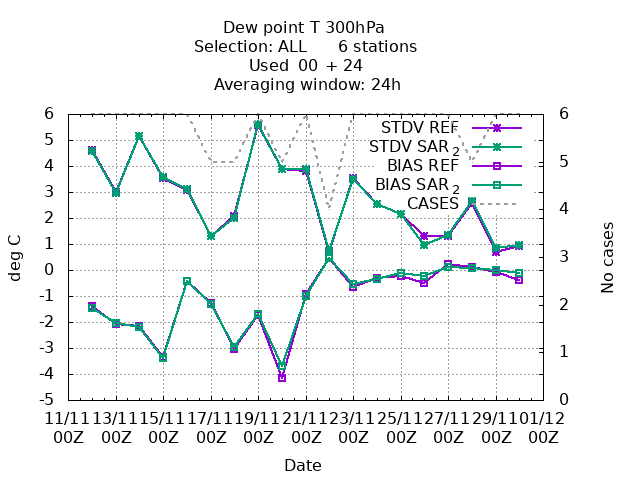 Dew point T 300hPa
Selection: ALL 6 stations
Used 00 + 24
Averaging window: 24h
STDV REF
STDV SAR 2
BIAS REF
BIAS SAR 2
CASES
6
5
4
3
2
1
0
-1
-2
-3
-4
-5
deg C
6
5
4
3
2
1
0
No cases
11/11 13/11 15/11 17/11 19/11 21/11 23/11 25/11 27/11 29/11 01/12
00Z 00Z 00Z 00Z 00Z 00Z 00Z 00Z 00Z 00Z 00Z
Date